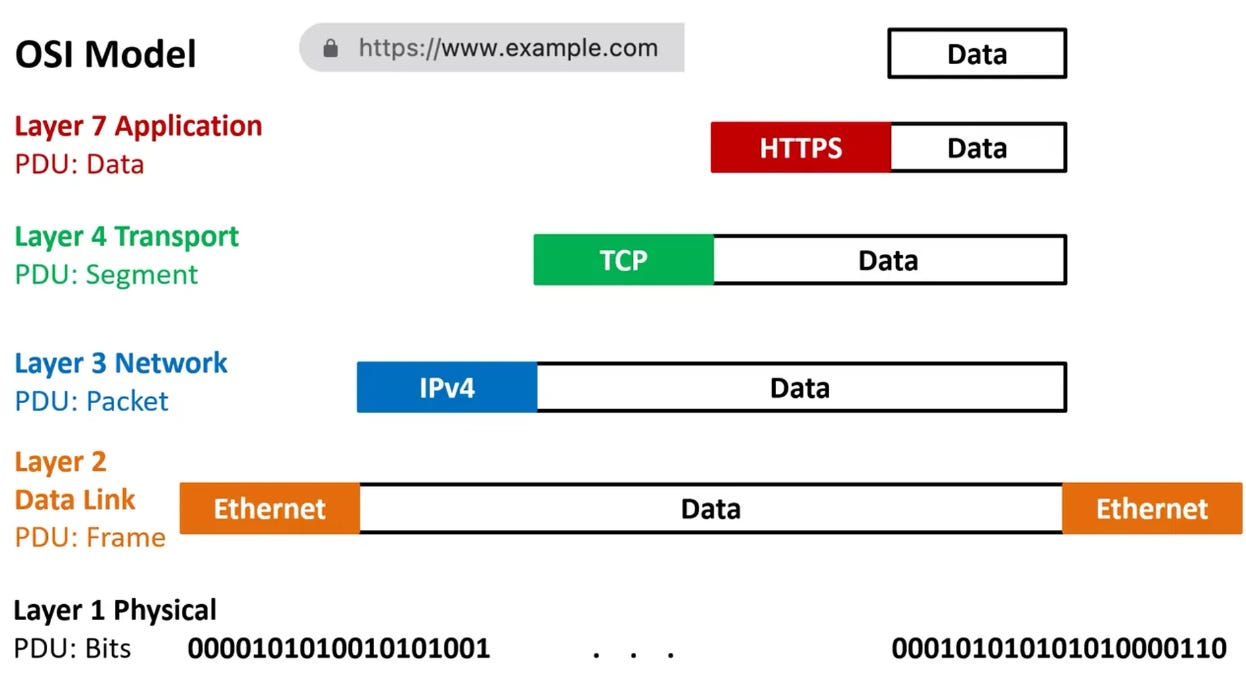 OSI Model
https://www.example.com
Data
Layer 7 Application
PDU: Data
HTTPS
Data
Layer 4 Transport
PDU: Segment
TCP
Data
Layer 3 Network
PDU: Packet
IPv4
Data
Layer 2
Data Link
PDU: Frame
Ethernet
Data
Ethernet
Layer 1 Physical
PDU: Bits
0000101010010101001
. . .
000101010101010000110